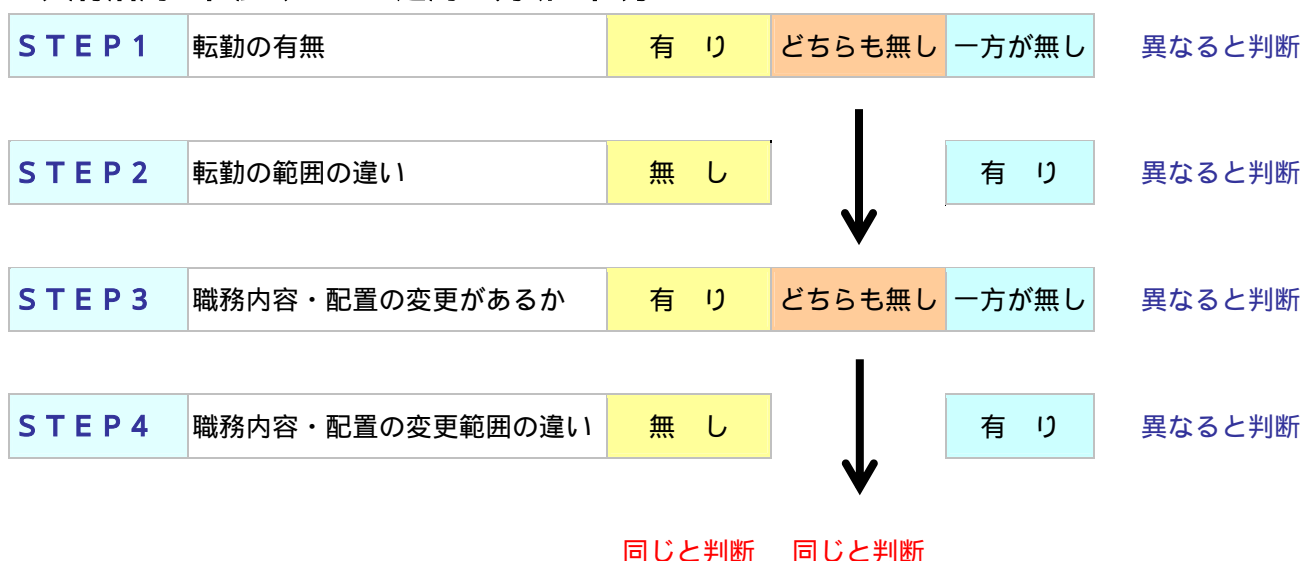 STEP1 転勤の有無 有り どちらも無し 一方が無し 異なると判断
STEP2 転勤の範囲の違い 無し 有り 異なると判断
STEP3 職務内容・配置の変更があるか 有り どちらも無し 一方が無し 異なると判断
STEP4 職務内容・配置の変更範囲の違い 無し 有り 異なると判断
同じと判断 同じと判断